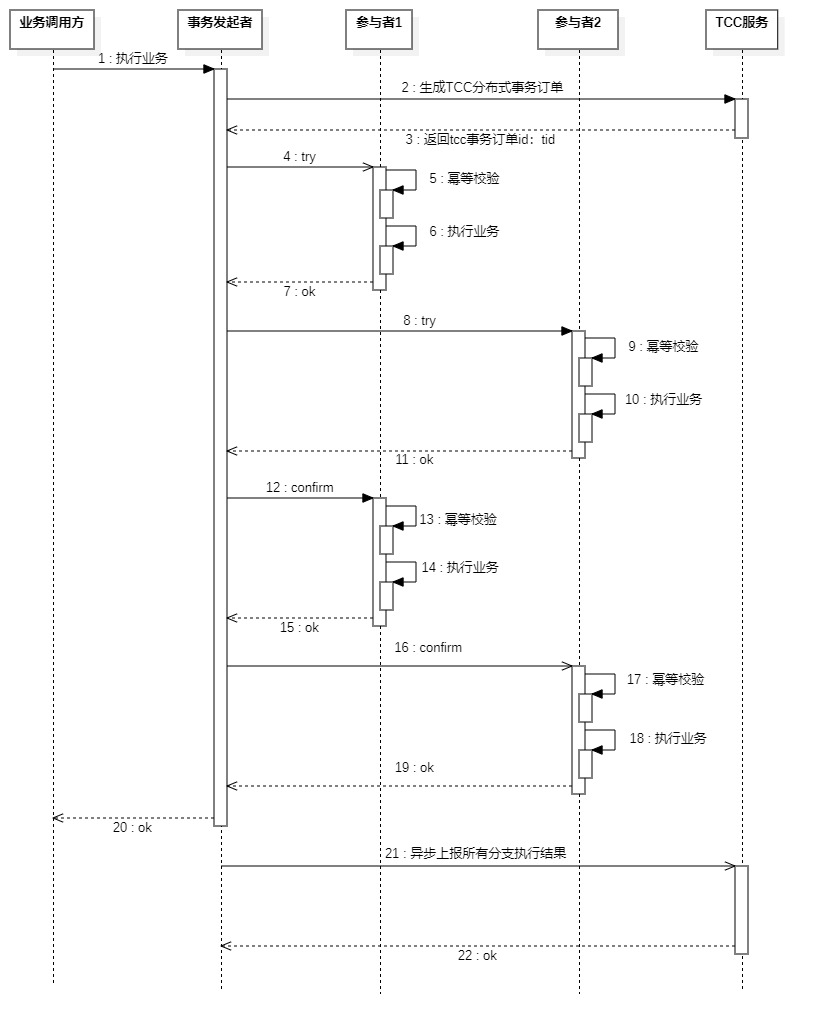 业务调用方
事务发起者
参与者1
参与者2
TCC服务
1 : 执行业务
2 : 生成TCC分布式事务订单
3 : 返回tcc事务订单id：tid
4 : try
5 : 幂等校验
6 : 执行业务
7 : ok
8 : try
9 : 幂等校验
10 : 执行业务
11 : ok
12 : confirm
13 : 幂等校验
14 : 执行业务
15 : ok
16 : confirm
17 : 幂等校验
18 : 执行业务
19 : ok
20 : ok
21 : 异步上报所有分支执行结果
22 : ok